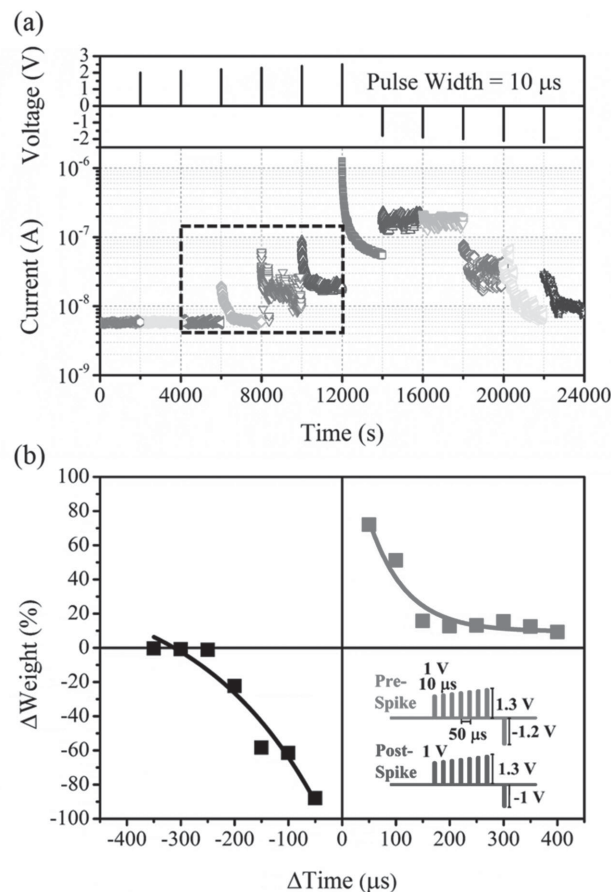 (a)
Voltage (V)
3
2
1
0
-1
-2
Pulse Width = 10 μs
Current (A)
10⁻⁶
10⁻⁷
10⁻⁸
10⁻⁹
0 4000 8000 12000 16000 20000 24000
Time (s)
(b)
ΔWeight (%)
100
80
60
40
20
0
-20
-40
-60
-80
-100
1 V
Pre- 10 μs
Spike
1.3 V
50 μs
-1.2 V
Post- 1 V
Spike
1.3 V
-1 V
-400 -300 -200 -100 0 100 200 300 400
ΔTime (μs)